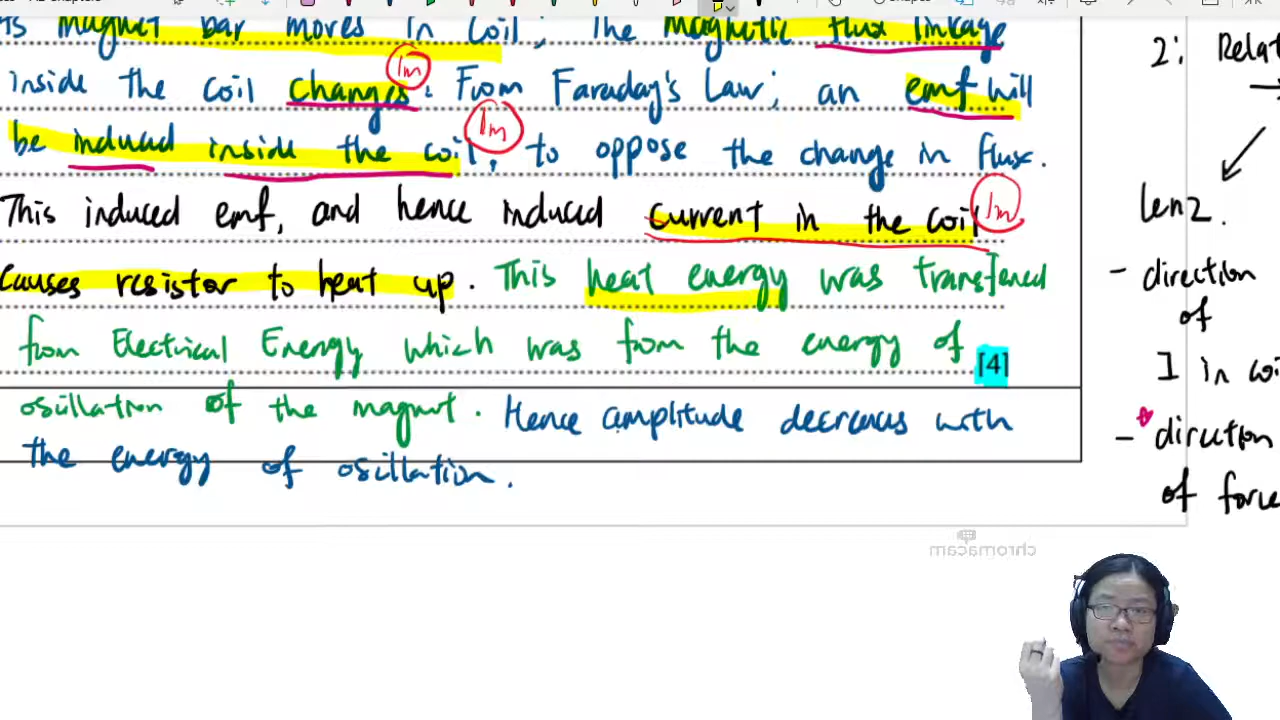 As magnet bar moves in coil, The magnetic flux linkage
inside the coil changes. From Faraday's Law, an emf will
1m
be induced inside the coil, to oppose the change in flux.
1m
This induced emf, and hence induced current in the coil
1m
causes resistor to heat up. This heat energy was transferred
from Electrical Energy which was from the energy of
[4]
oscillation of the magnet. Hence amplitude decreases with
the energy of oscillation.
2: Relat
→
len2.
- direction
of
I in coi
- direction
of force
chromacam